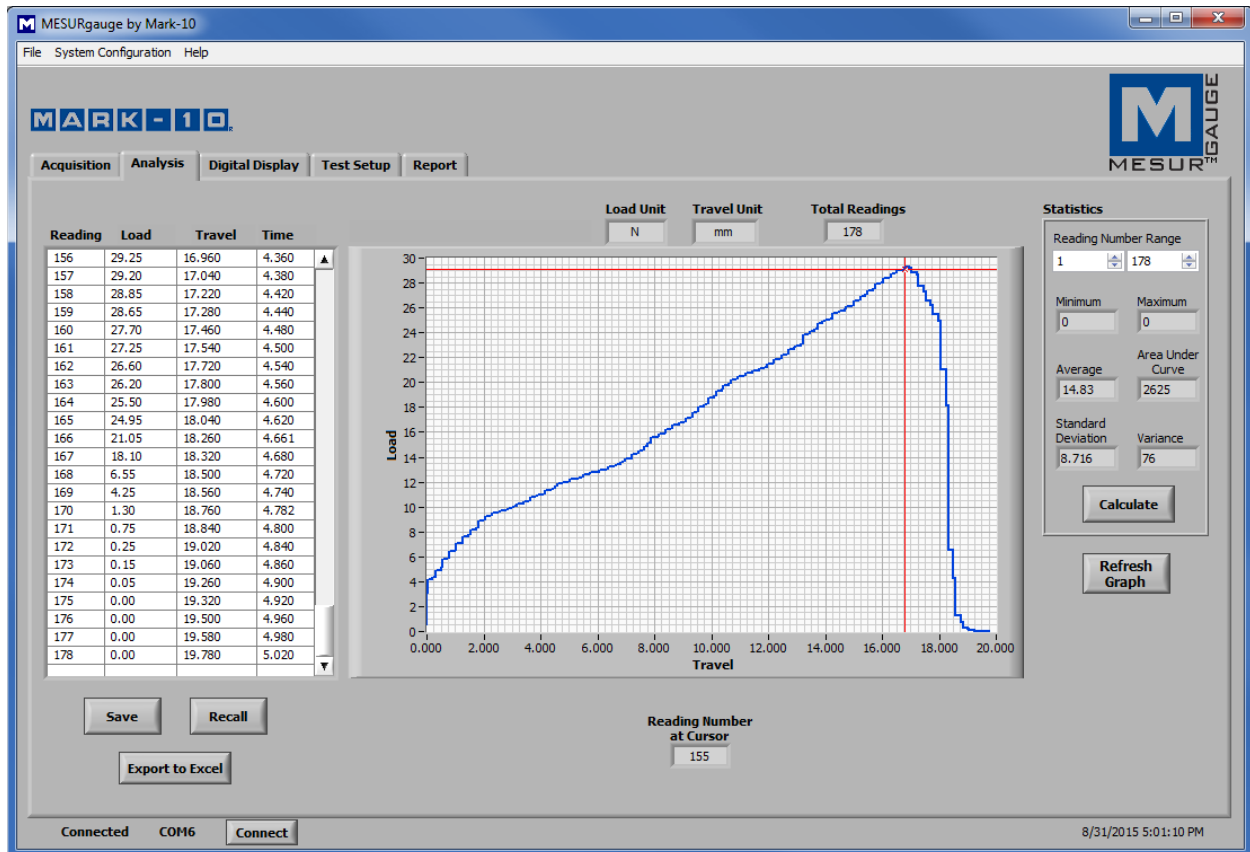 MESURgauge by Mark-10
File System Configuration Help
MARK-10
M
MESUR™ GAUGE
Acquisition Analysis Digital Display Test Setup Report
Load Unit Travel Unit Total Readings
N mm 178
Reading Load Travel Time
156 29.25 16.960 4.360
157 29.20 17.040 4.380
158 28.85 17.220 4.420
159 28.65 17.280 4.440
160 27.70 17.460 4.480
161 27.25 17.540 4.500
162 26.60 17.720 4.540
163 26.20 17.800 4.560
164 25.50 17.980 4.600
165 24.95 18.040 4.620
166 21.05 18.260 4.661
167 18.10 18.320 4.680
168 6.55 18.500 4.720
169 4.25 18.560 4.740
170 1.30 18.760 4.782
171 0.75 18.840 4.800
172 0.25 19.020 4.840
173 0.15 19.060 4.860
174 0.05 19.260 4.900
175 0.00 19.320 4.920
176 0.00 19.500 4.960
177 0.00 19.580 4.980
178 0.00 19.780 5.020
Save Recall
Export to Excel
30
28
26
24
22
20
18
16
14
12
10
8
6
4
2
0
Load
0.000 2.000 4.000 6.000 8.000 10.000 12.000 14.000 16.000 18.000 20.000
Travel
Reading Number
at Cursor
155
Statistics
Reading Number Range
1 178
Minimum Maximum
0 0
Average Area Under
Curve
14.83 2625
Standard
Deviation Variance
8.716 76
Calculate
Refresh
Graph
Connected COM6 Connect
8/31/2015 5:01:10 PM